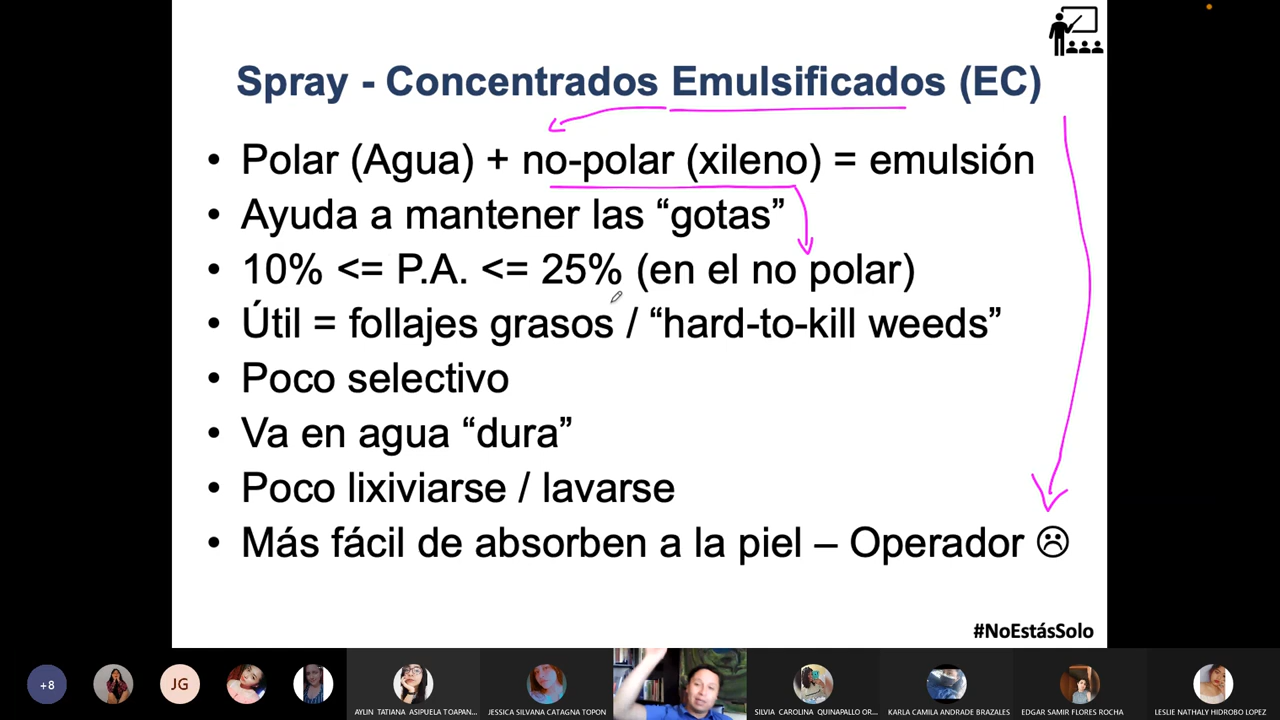 Spray - Concentrados Emulsificados (EC)
• Polar (Agua) + no-polar (xileno) = emulsión
• Ayuda a mantener las “gotas”
• 10% <= P.A. <= 25% (en el no polar)
• Útil = follajes grasos / “hard-to-kill weeds”
• Poco selectivo
• Va en agua “dura”
• Poco lixiviarse / lavarse
• Más fácil de absorben a la piel – Operador ☹
#NoEstásSolo
+8
JG
AYLIN TATIANA ASIPUELA TOAPAN...
JESSICA SILVANA CATAGNA TOPON
SILVIA CAROLINA QUINAPALLO OR...
KARLA CAMILA ANDRADE BRAZALES
EDGAR SAMIR FLORES ROCHA
LESLIE NATHALY HIDROBO LOPEZ